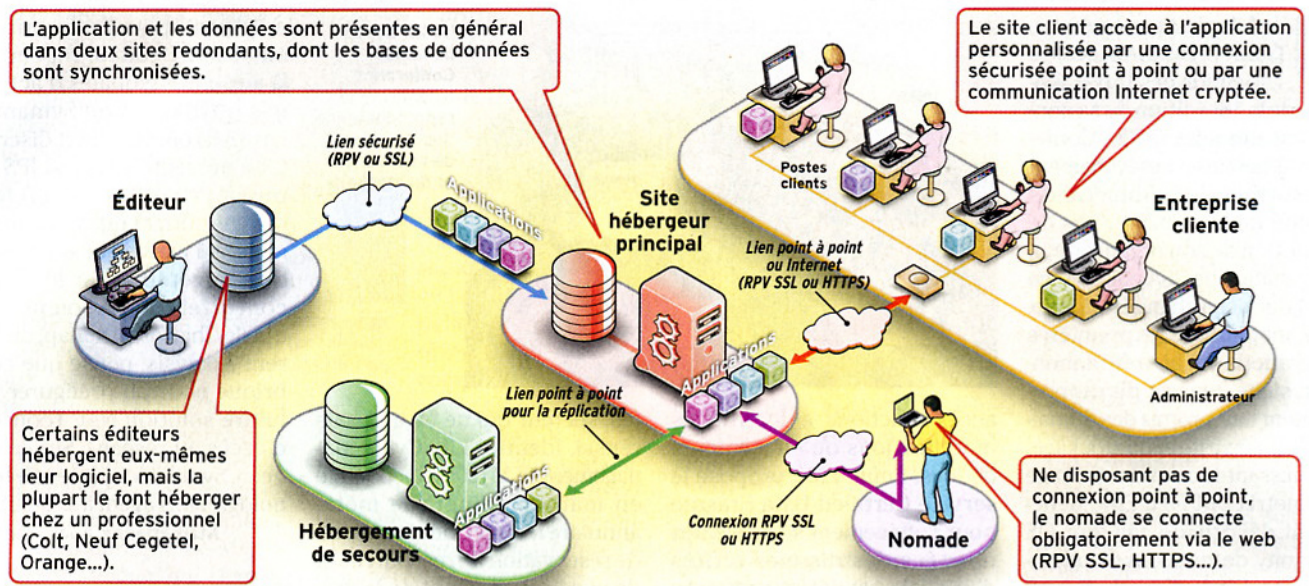 L'application et les données sont présentes en général
dans deux sites redondants, dont les bases de données
sont synchronisées.
Le site client accède à l'application
personnalisée par une connexion
sécurisée point à point ou par une
communication Internet cryptée.
Lien sécurisé
(RPV ou SSL)
Applications
Éditeur
Site
hébergeur
principal
Postes
clients
Entreprise
cliente
Lien point à point
ou Internet
(RPV SSL ou HTTPS)
Applications
Administrateur
Lien point à point
pour la réplication
Certains éditeurs
hébergent eux-mêmes
leur logiciel, mais la
plupart le font héberger
chez un professionnel
(Colt, Neuf Cegetel,
Orange...).
Applications
Hébergement
de secours
Connexion RPV SSL
ou HTTPS
Nomade
Ne disposant pas de
connexion point à point,
le nomade se connecte
obligatoirement via le web
(RPV SSL, HTTPS...).